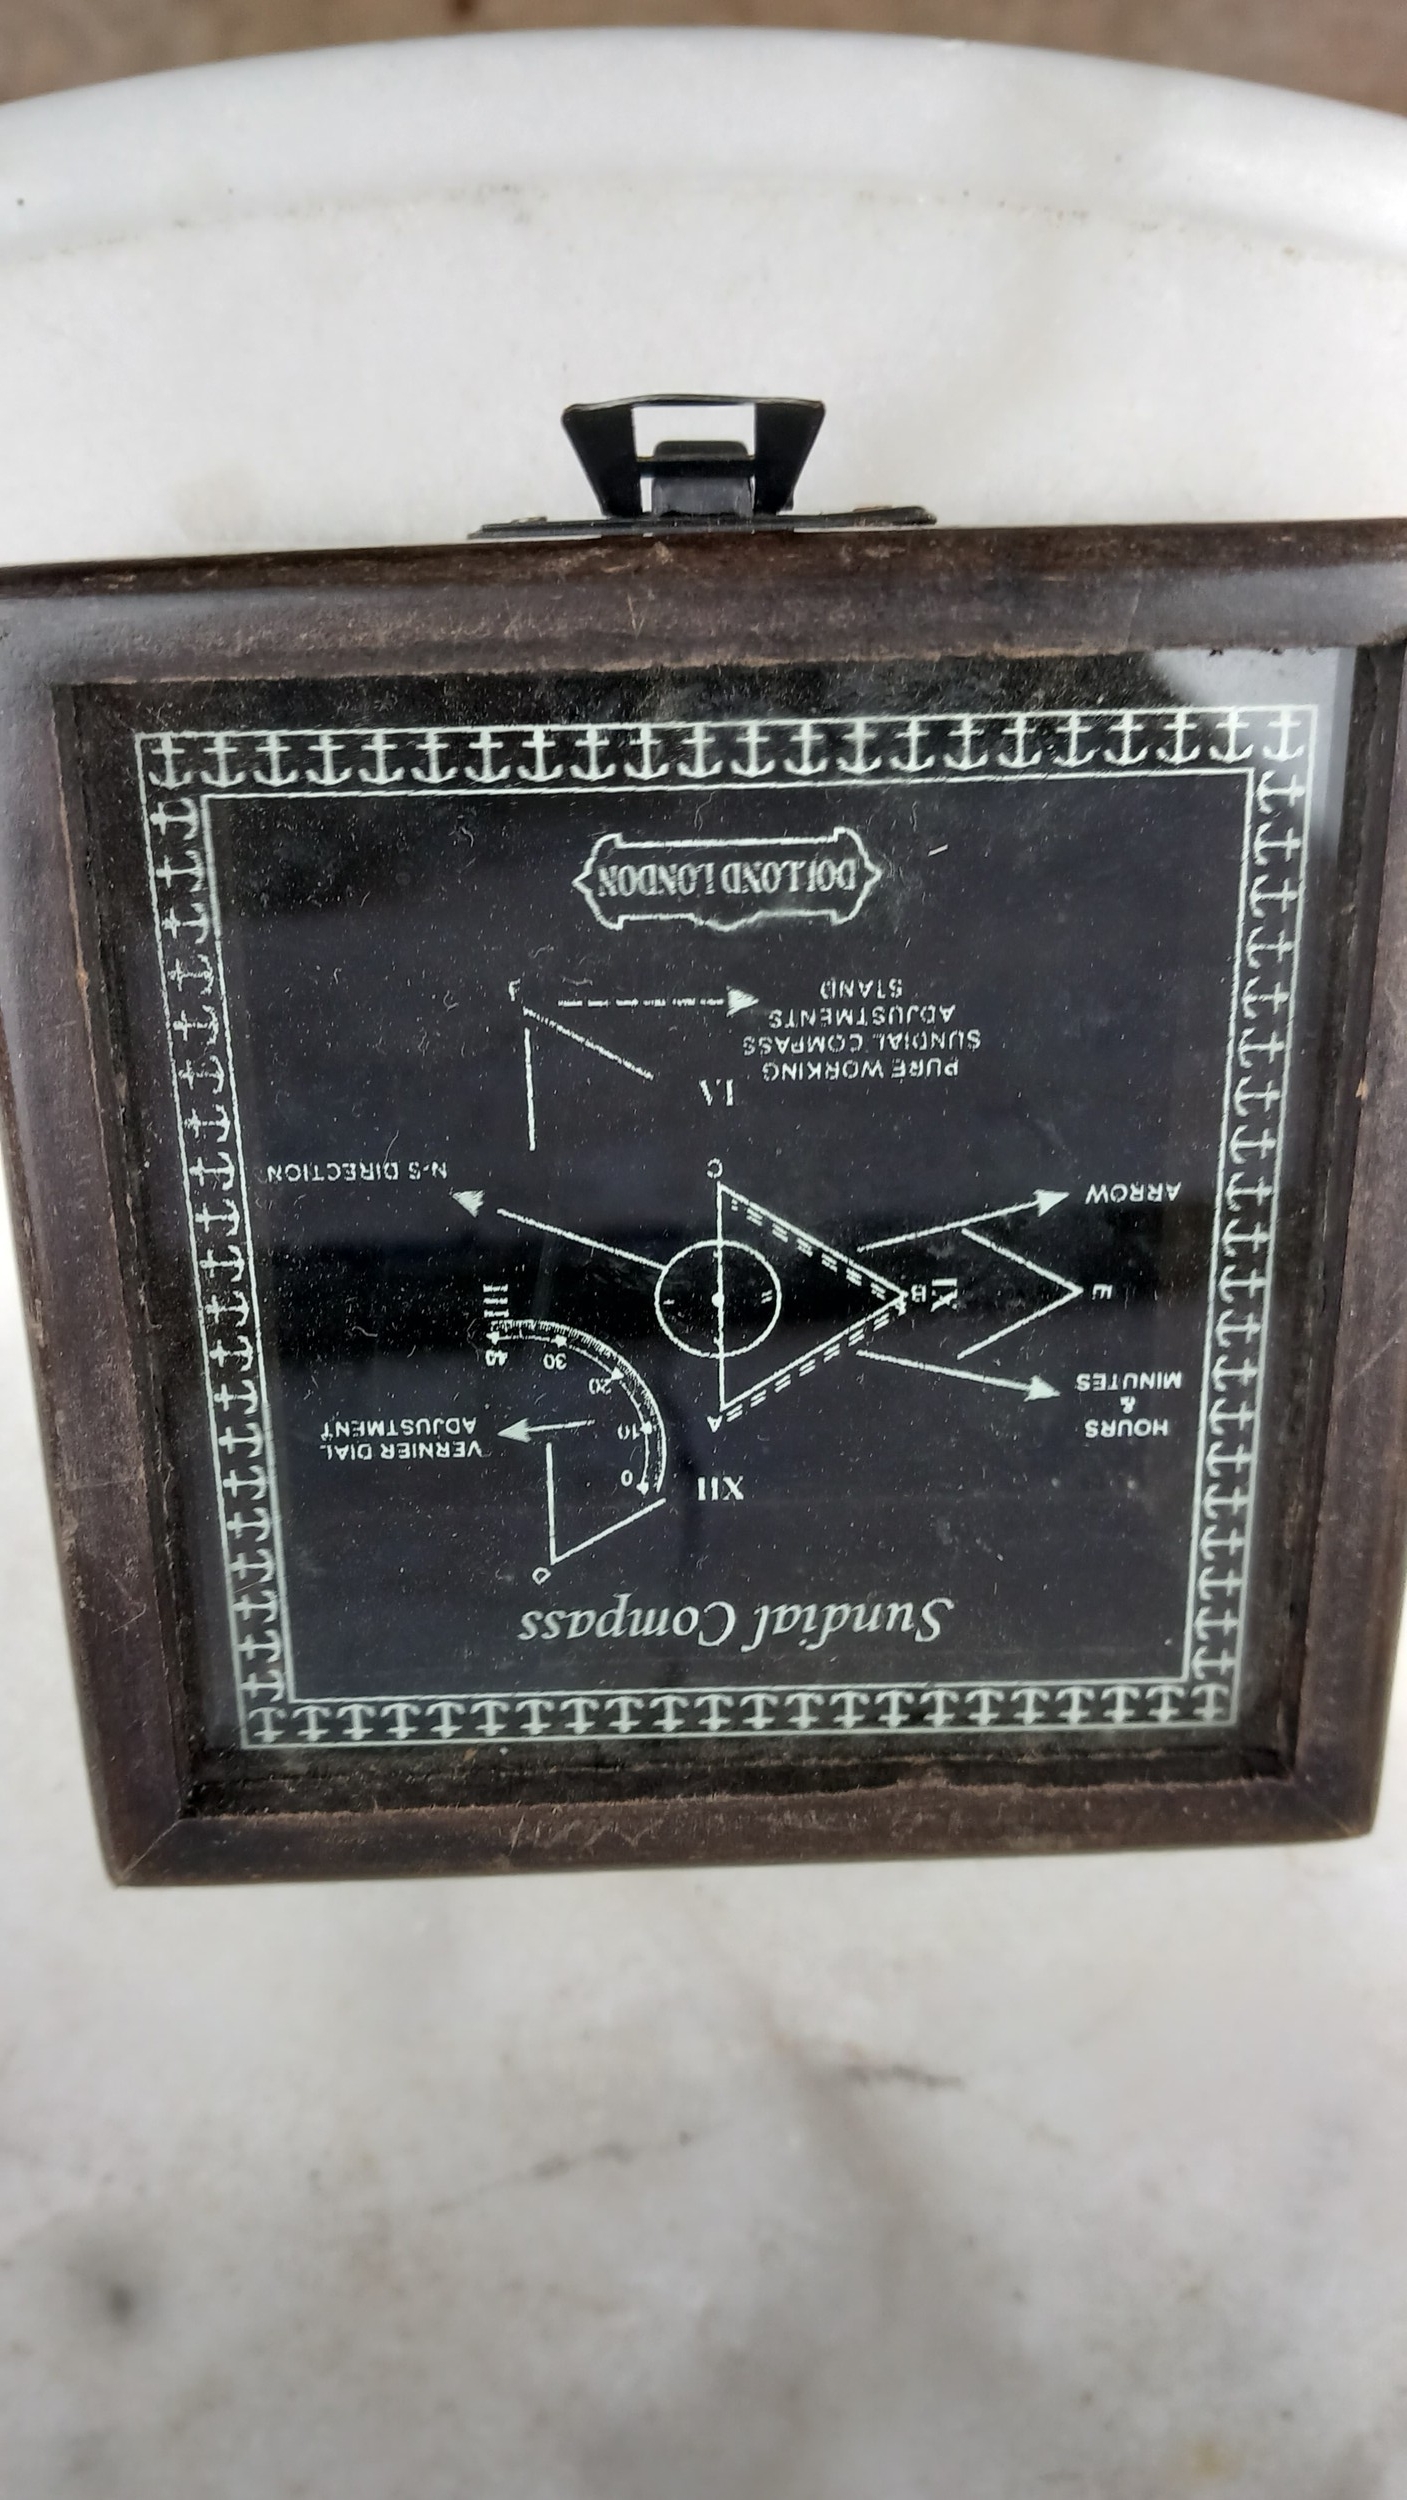 Sundial Compass
D
XII
0
10
20
30
45
HOURS
&
MINUTES
VERNIER DIAL
ADJUSTMENT
A
E
B
IX
III
ARROW
C
N-S DIRECTION
VI
PURE WORKING
SUNDIAL COMPASS
ADJUSTMENTS
STAND
F
DOLLOND LONDON